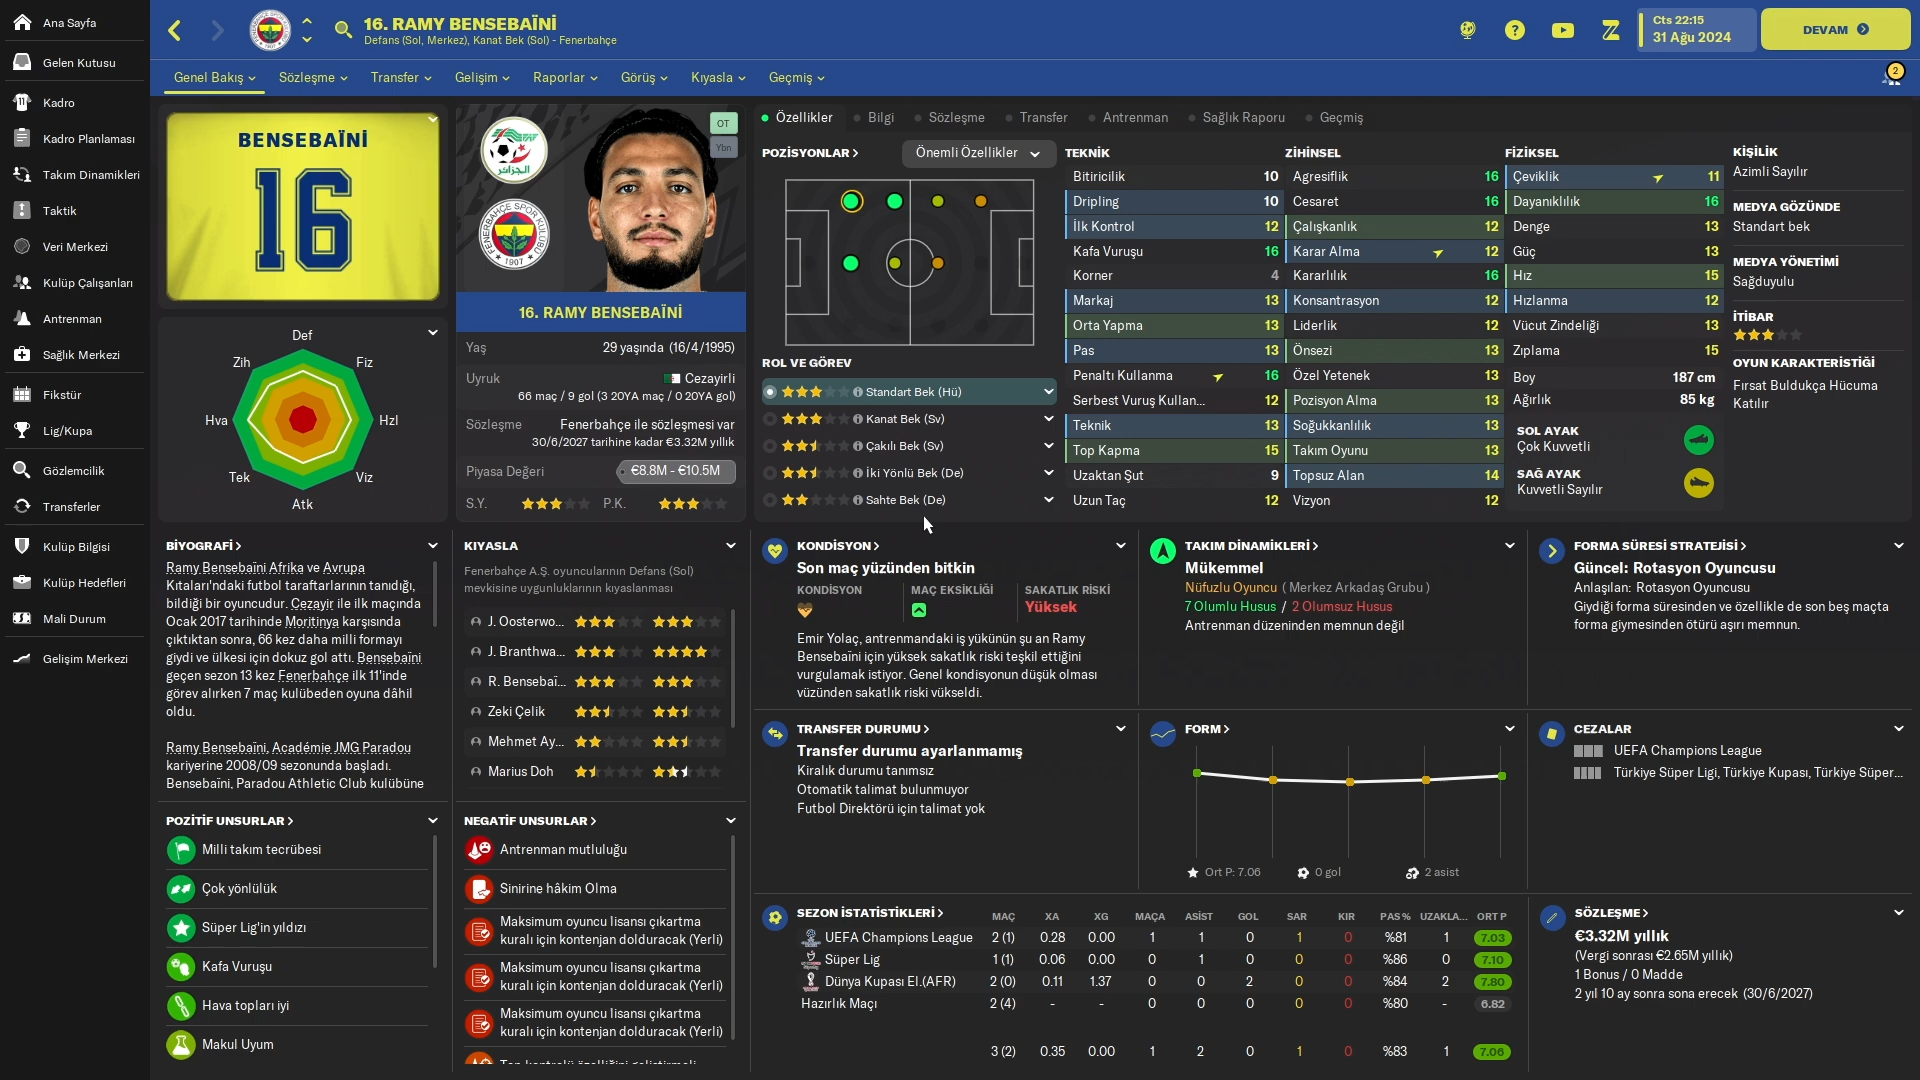 Ana Sayfa
Gelen Kutusu
Kadro
Kadro Planlaması
Takım Dinamikleri
Taktik
Veri Merkezi
Kulüp Çalışanları
Antrenman
Sağlık Merkezi
Fikstür
Lig/Kupa
Gözlemcilik
Transferler
Kulüp Bilgisi
Kulüp Hedefleri
Mali Durum
Gelişim Merkezi
16. RAMY BENSEBAÏNİ
Defans (Sol, Merkez), Kanat Bek (Sol) - Fenerbahçe
Cts 22:15
31 Ağu 2024
DEVAM
Genel Bakış Sözleşme Transfer Gelişim Raporlar Görüş Kıyasla Geçmiş
2
BENSEBAÏNİ
16
Def
Fiz
Hzl
Viz
Atk
Tek
Hva
Zih
OT
Ybn
FENERBAHÇE SPOR KULÜBÜ
1907
16. RAMY BENSEBAÏNİ
Yaş 29 yaşında (16/4/1995)
Uyruk Cezayirli
66 maç / 9 gol (3 20YA maç / 0 20YA gol)
Sözleşme Fenerbahçe ile sözleşmesi var
30/6/2027 tarihine kadar €3.32M yıllık
Piyasa Değeri €8.8M - €10.5M
S.Y. P.K.
Özellikler Bilgi Sözleşme Transfer Antrenman Sağlık Raporu Geçmiş
POZİSYONLAR
Önemli Özellikler
ROL VE GÖREV
Standart Bek (Hü)
Kanat Bek (Sv)
Çakılı Bek (Sv)
İki Yönlü Bek (De)
Sahte Bek (De)
TEKNİK
Bitiricilik 10
Dripling 10
İlk Kontrol 12
Kafa Vuruşu 16
Korner 4
Markaj 13
Orta Yapma 13
Pas 13
Penaltı Kullanma 16
Serbest Vuruş Kullan... 12
Teknik 13
Top Kapma 15
Uzaktan Şut 9
Uzun Taç 12
ZİHİNSEL
Agresiflik 16
Cesaret 16
Çalışkanlık 12
Karar Alma 12
Kararlılık 16
Konsantrasyon 12
Liderlik 12
Önsezi 13
Özel Yetenek 13
Pozisyon Alma 13
Soğukkanlılık 13
Takım Oyunu 13
Topsuz Alan 14
Vizyon 12
FİZİKSEL
Çeviklik 11
Dayanıklılık 16
Denge 13
Güç 13
Hız 15
Hızlanma 12
Vücut Zindeliği 13
Zıplama 15
Boy 187 cm
Ağırlık 85 kg
SOL AYAK
Çok Kuvvetli
SAĞ AYAK
Kuvvetli Sayılır
KİŞİLİK
Azimli Sayılır
MEDYA GÖZÜNDE
Standart bek
MEDYA YÖNETİMİ
Sağduyulu
İTİBAR
OYUN KARAKTERİSTİĞİ
Fırsat Buldukça Hücuma
Katılır
BİYOGRAFİ
Ramy Bensebaïni Afrika ve Avrupa
Kıtaları'ndaki futbol taraftarlarının tanıdığı,
bildiği bir oyuncudur. Cezayir ile ilk maçında
Ocak 2017 tarihinde Moritinya karşısında
çıktıktan sonra, 66 kez daha milli formayı
giydi ve ülkesi için dokuz gol attı. Bensebaïni
geçen sezon 13 kez Fenerbahçe ilk 11'inde
görev alırken 7 maç kulübeden oyuna dâhil
oldu.
Ramy Bensebaïni, Académie JMG Paradou
kariyerine 2008/09 sezonunda başladı.
Bensebaïni, Paradou Athletic Club kulübüne
KIYASLA
Fenerbahçe A.Ş. oyuncularının Defans (Sol)
mevkisine uygunluklarının kıyaslanması
J. Oosterwo...
J. Branthwa...
R. Bensebaï...
Zeki Çelik
Mehmet Ay...
Marius Doh
KONDİSYON
Son maç yüzünden bitkin
KONDİSYON MAÇ EKSİKLİĞİ SAKATLIK RİSKİ
Yüksek
Emir Yolaç, antrenmandaki iş yükünün şu an Ramy
Bensebaïni için yüksek sakatlık riski teşkil ettiğini
vurgulamak istiyor. Genel kondisyonun düşük olması
yüzünden sakatlık riski yükseldi.
TAKIM DİNAMİKLERİ
Mükemmel
Nüfuzlu Oyuncu ( Merkez Arkadaş Grubu )
7 Olumlu Husus / 2 Olumsuz Husus
Antrenman düzeninden memnun değil
FORMA SÜRESİ STRATEJİSİ
Güncel: Rotasyon Oyuncusu
Anlaşılan: Rotasyon Oyuncusu
Giydiği forma süresinden ve özellikle de son beş maçta
forma giymesinden ötürü aşırı memnun.
TRANSFER DURUMU
Transfer durumu ayarlanmamış
Kiralık durumu tanımsız
Otomatik talimat bulunmuyor
Futbol Direktörü için talimat yok
FORM
Ort P: 7.06 0 gol 2 asist
CEZALAR
UEFA Champions League
Türkiye Süper Ligi, Türkiye Kupası, Türkiye Süper...
POZİTİF UNSURLAR
Milli takım tecrübesi
Çok yönlülük
Süper Lig'in yıldızı
Kafa Vuruşu
Hava topları iyi
Makul Uyum
NEGATİF UNSURLAR
Antrenman mutluluğu
Sinirine hâkim Olma
Maksimum oyuncu lisansı çıkartma
kuralı için kontenjan dolduracak (Yerli)
Maksimum oyuncu lisansı çıkartma
kuralı için kontenjan dolduracak (Yerli)
Maksimum oyuncu lisansı çıkartma
kuralı için kontenjan dolduracak (Yerli)
SEZON İSTATİSTİKLERİ MAÇ XA XG MAÇA ASİST GOL SAR KIR PAS % UZAKLA... ORT P
UEFA Champions League 2 (1) 0.28 0.00 1 1 0 1 0 %81 1 7.03
Süper Lig 1 (1) 0.06 0.00 0 1 0 0 0 %86 0 7.10
Dünya Kupası El.(AFR) 2 (0) 0.11 1.37 0 0 2 0 0 %84 2 7.80
Hazırlık Maçı 2 (4) - - 0 0 0 0 0 %80 - 6.82
3 (2) 0.35 0.00 1 2 0 1 0 %83 1 7.06
SÖZLEŞME
€3.32M yıllık
(Vergi sonrası €2.65M yıllık)
1 Bonus / 0 Madde
2 yıl 10 ay sonra sona erecek (30/6/2027)